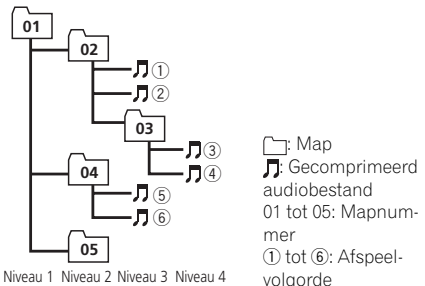 01
02
①
②
03
③
④
04
⑤
⑥
05
Niveau 1 Niveau 2 Niveau 3 Niveau 4
: Map
: Gecomprimeerd
audiobestand
01 tot 05: Mapnum-
mer
① tot ⑥: Afspeel-
volgorde